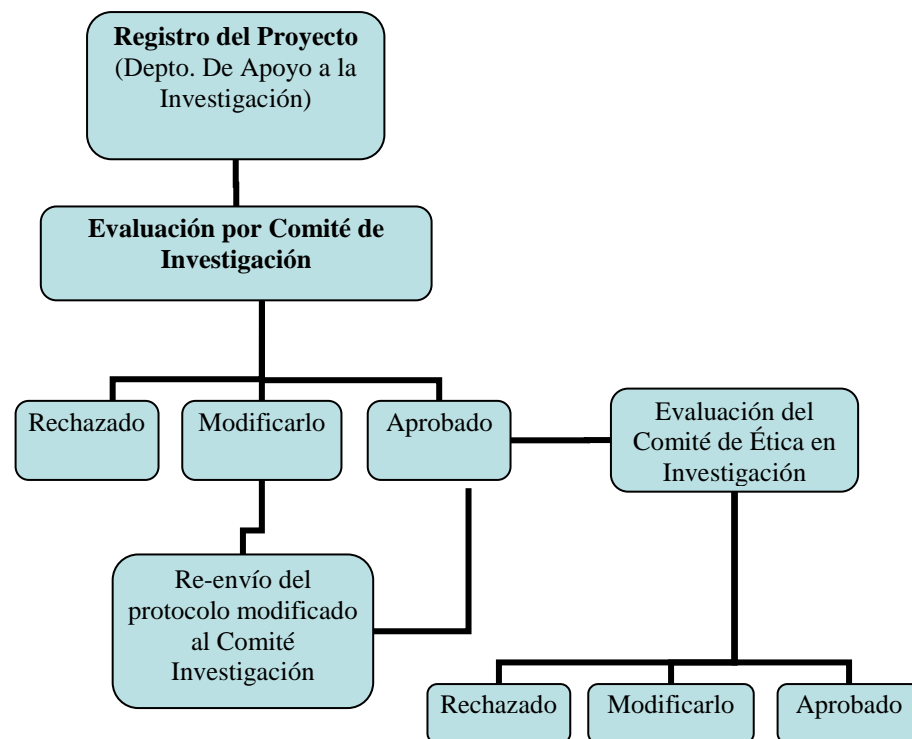 Registro del Proyecto
(Depto. De Apoyo a la
Investigación)
Evaluación por Comité de
Investigación
Rechazado
Modificarlo
Aprobado
Evaluación del
Comité de Ética en
Investigación
Re-envío del
protocolo modificado
al Comité
Investigación
Rechazado
Modificarlo
Aprobado